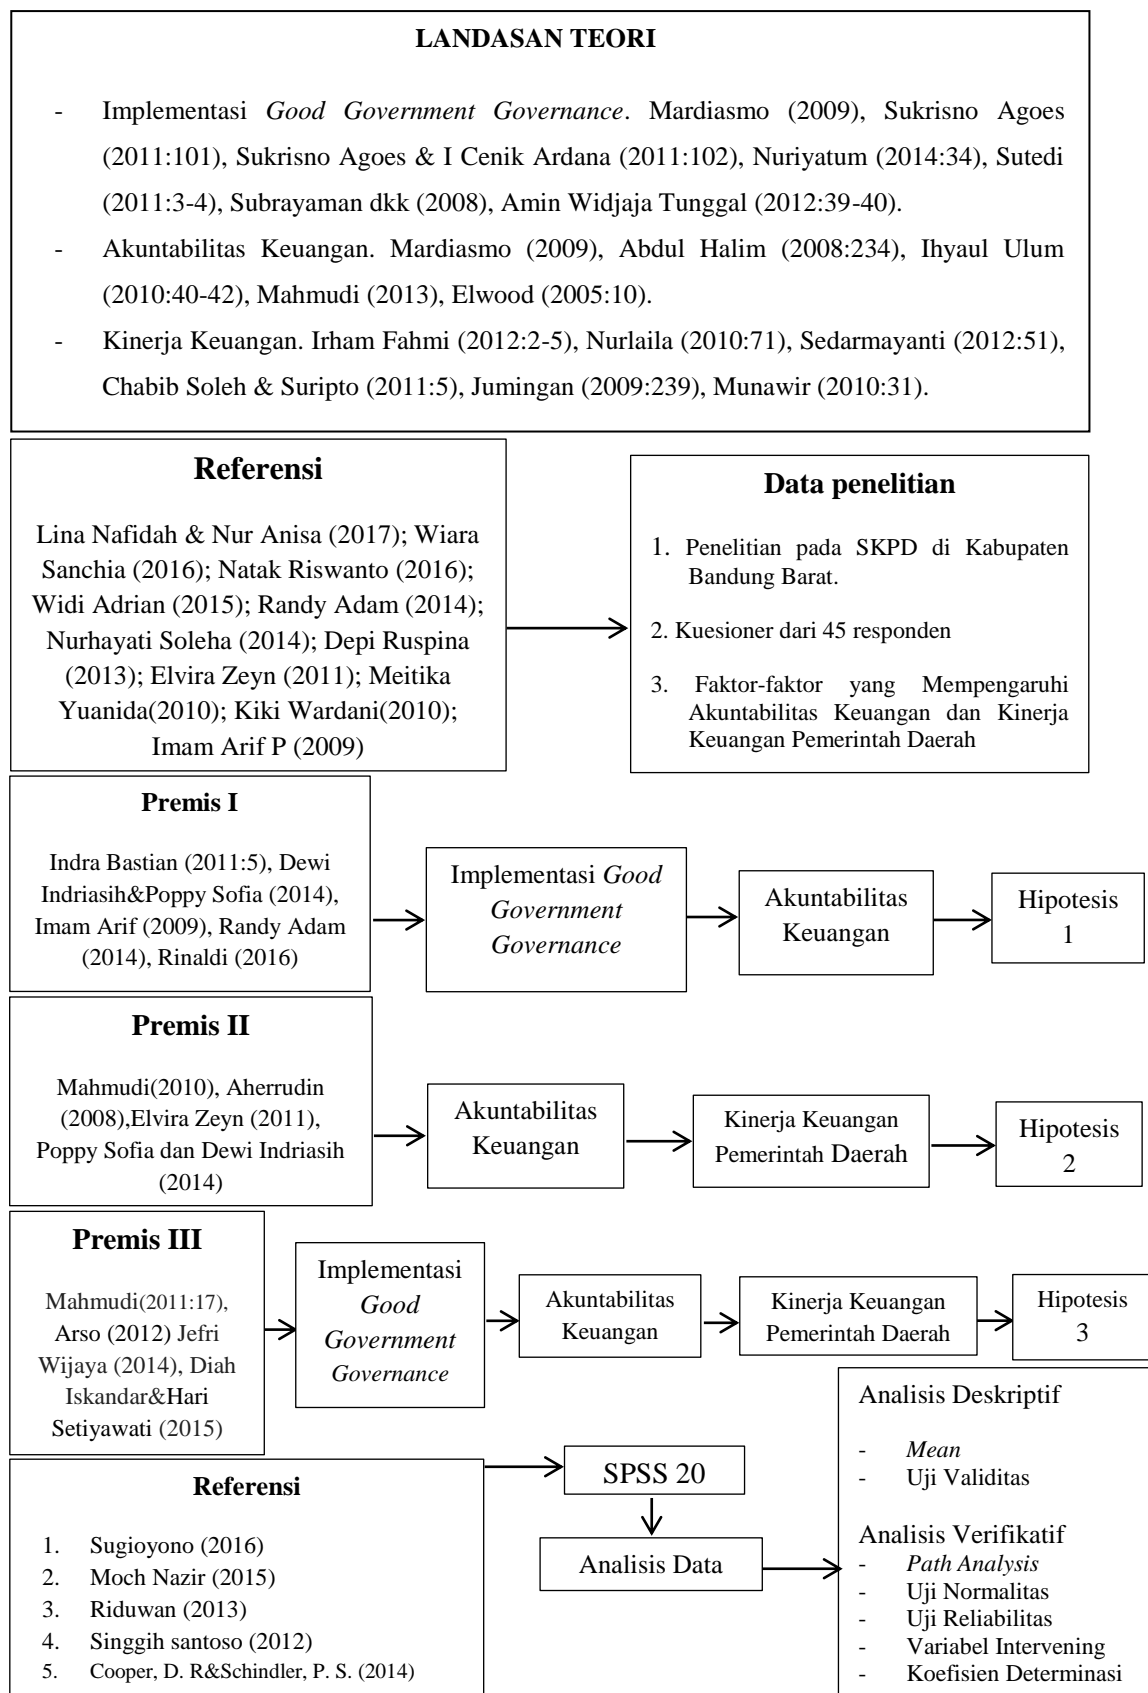 LANDASAN TEORI
- Implementasi Good Government Governance. Mardiasmo (2009), Sukrisno Agoes
(2011:101), Sukrisno Agoes & I Cenik Ardana (2011:102), Nuriyatum (2014:34), Sutedi
(2011:3-4), Subrayaman dkk (2008), Amin Widjaja Tunggal (2012:39-40).
- Akuntabilitas Keuangan. Mardiasmo (2009), Abdul Halim (2008:234), Ihyaul Ulum
(2010:40-42), Mahmudi (2013), Elwood (2005:10).
- Kinerja Keuangan. Irham Fahmi (2012:2-5), Nurlaila (2010:71), Sedarmayanti (2012:51),
Chabib Soleh & Suripto (2011:5), Jumingan (2009:239), Munawir (2010:31).
Referensi
Lina Nafidah & Nur Anisa (2017); Wiara
Sanchia (2016); Natak Riswanto (2016);
Widi Adrian (2015); Randy Adam (2014);
Nurhayati Soleha (2014); Depi Ruspina
(2013); Elvira Zeyn (2011); Meitika
Yuanida(2010); Kiki Wardani(2010);
Imam Arif P (2009)
Data penelitian
1. Penelitian pada SKPD di Kabupaten
Bandung Barat.
2. Kuesioner dari 45 responden
3. Faktor-faktor yang Mempengaruhi
Akuntabilitas Keuangan dan Kinerja
Keuangan Pemerintah Daerah
Premis I
Indra Bastian (2011:5), Dewi
Indriasih&Poppy Sofia (2014),
Imam Arif (2009), Randy Adam
(2014), Rinaldi (2016)
Implementasi Good
Government
Governance
Akuntabilitas
Keuangan
Hipotesis
1
Premis II
Mahmudi(2010), Aherrudin
(2008),Elvira Zeyn (2011),
Poppy Sofia dan Dewi Indriasih
(2014)
Akuntabilitas
Keuangan
Kinerja Keuangan
Pemerintah Daerah
Hipotesis
2
Premis III
Mahmudi(2011:17),
Arso (2012) Jefri
Wijaya (2014), Diah
Iskandar&Hari
Setiyawati (2015)
Implementasi
Good
Government
Governance
Akuntabilitas
Keuangan
Kinerja Keuangan
Pemerintah Daerah
Hipotesis
3
Referensi
1. Sugioyono (2016)
2. Moch Nazir (2015)
3. Riduwan (2013)
4. Singgih santoso (2012)
5. Cooper, D. R&Schindler, P. S. (2014)
SPSS 20
Analisis Data
Analisis Deskriptif
- Mean
- Uji Validitas
Analisis Verifikatif
- Path Analysis
- Uji Normalitas
- Uji Reliabilitas
- Variabel Intervening
- Koefisien Determinasi